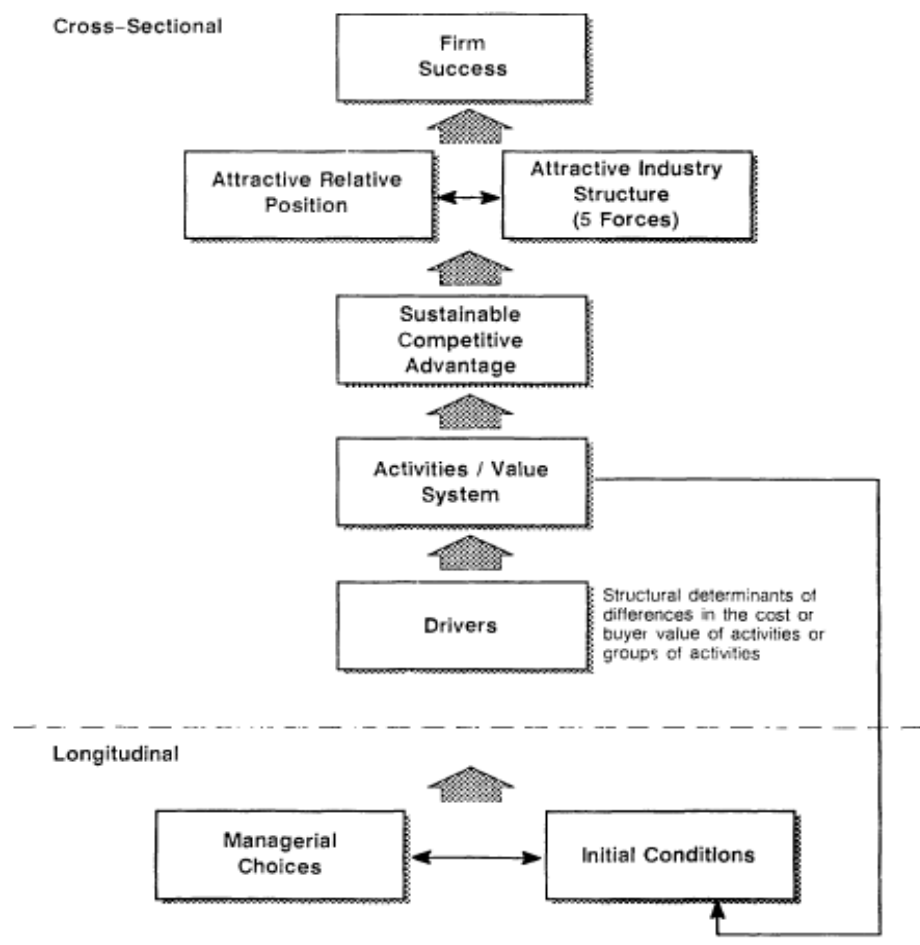 Cross-Sectional
Firm
Success
Attractive Relative
Position
Attractive Industry
Structure
(5 Forces)
Sustainable
Competitive
Advantage
Activities / Value
System
Drivers
Structural determinants of
differences in the cost or
buyer value of activities or
groups of activities
Longitudinal
Managerial
Choices
Initial Conditions